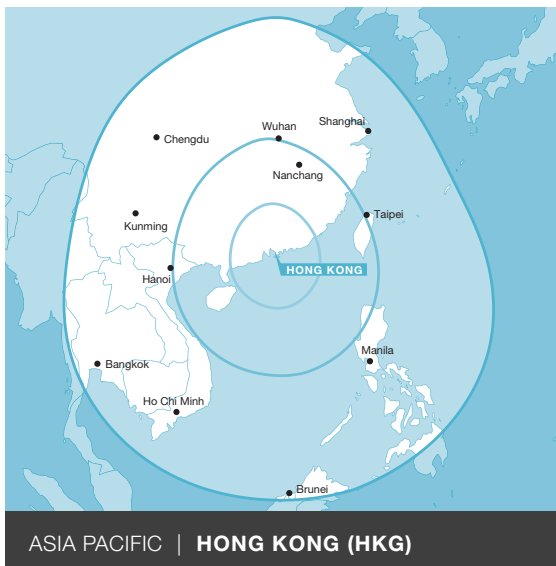 Wuhan
Shanghai
Chengdu
Nanchang
Taipei
Kunming
HONG KONG
Hanoi
Manila
Bangkok
Ho Chi Minh
Brunei
ASIA PACIFIC | HONG KONG (HKG)